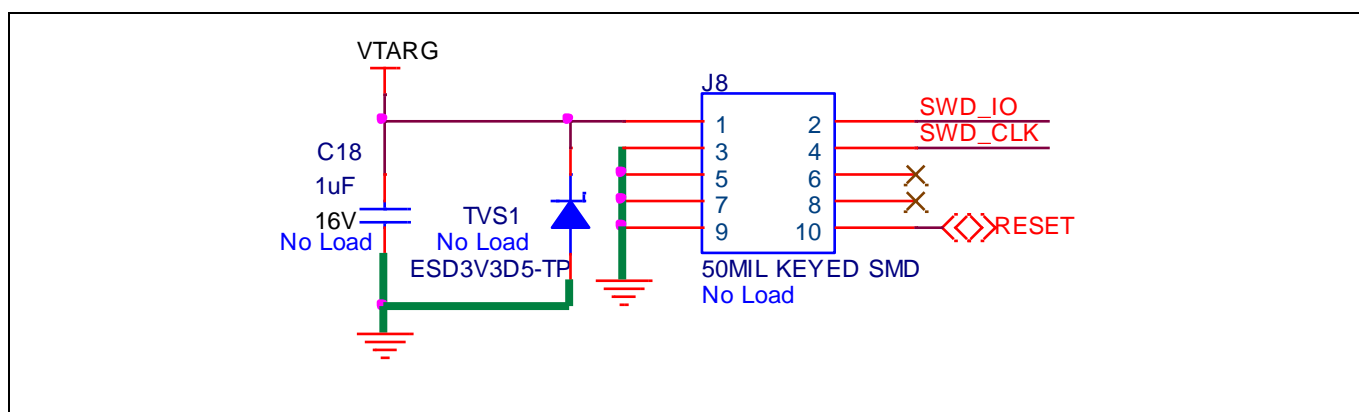 VTARG
J8
SWD_IO
1 2
SWD_CLK
3 4
C18
5 6
1uF
7 8
16V
TVS1
9 10
RESET
No Load
No Load
ESD3V3D5-TP
50MIL KEYED SMD
No Load